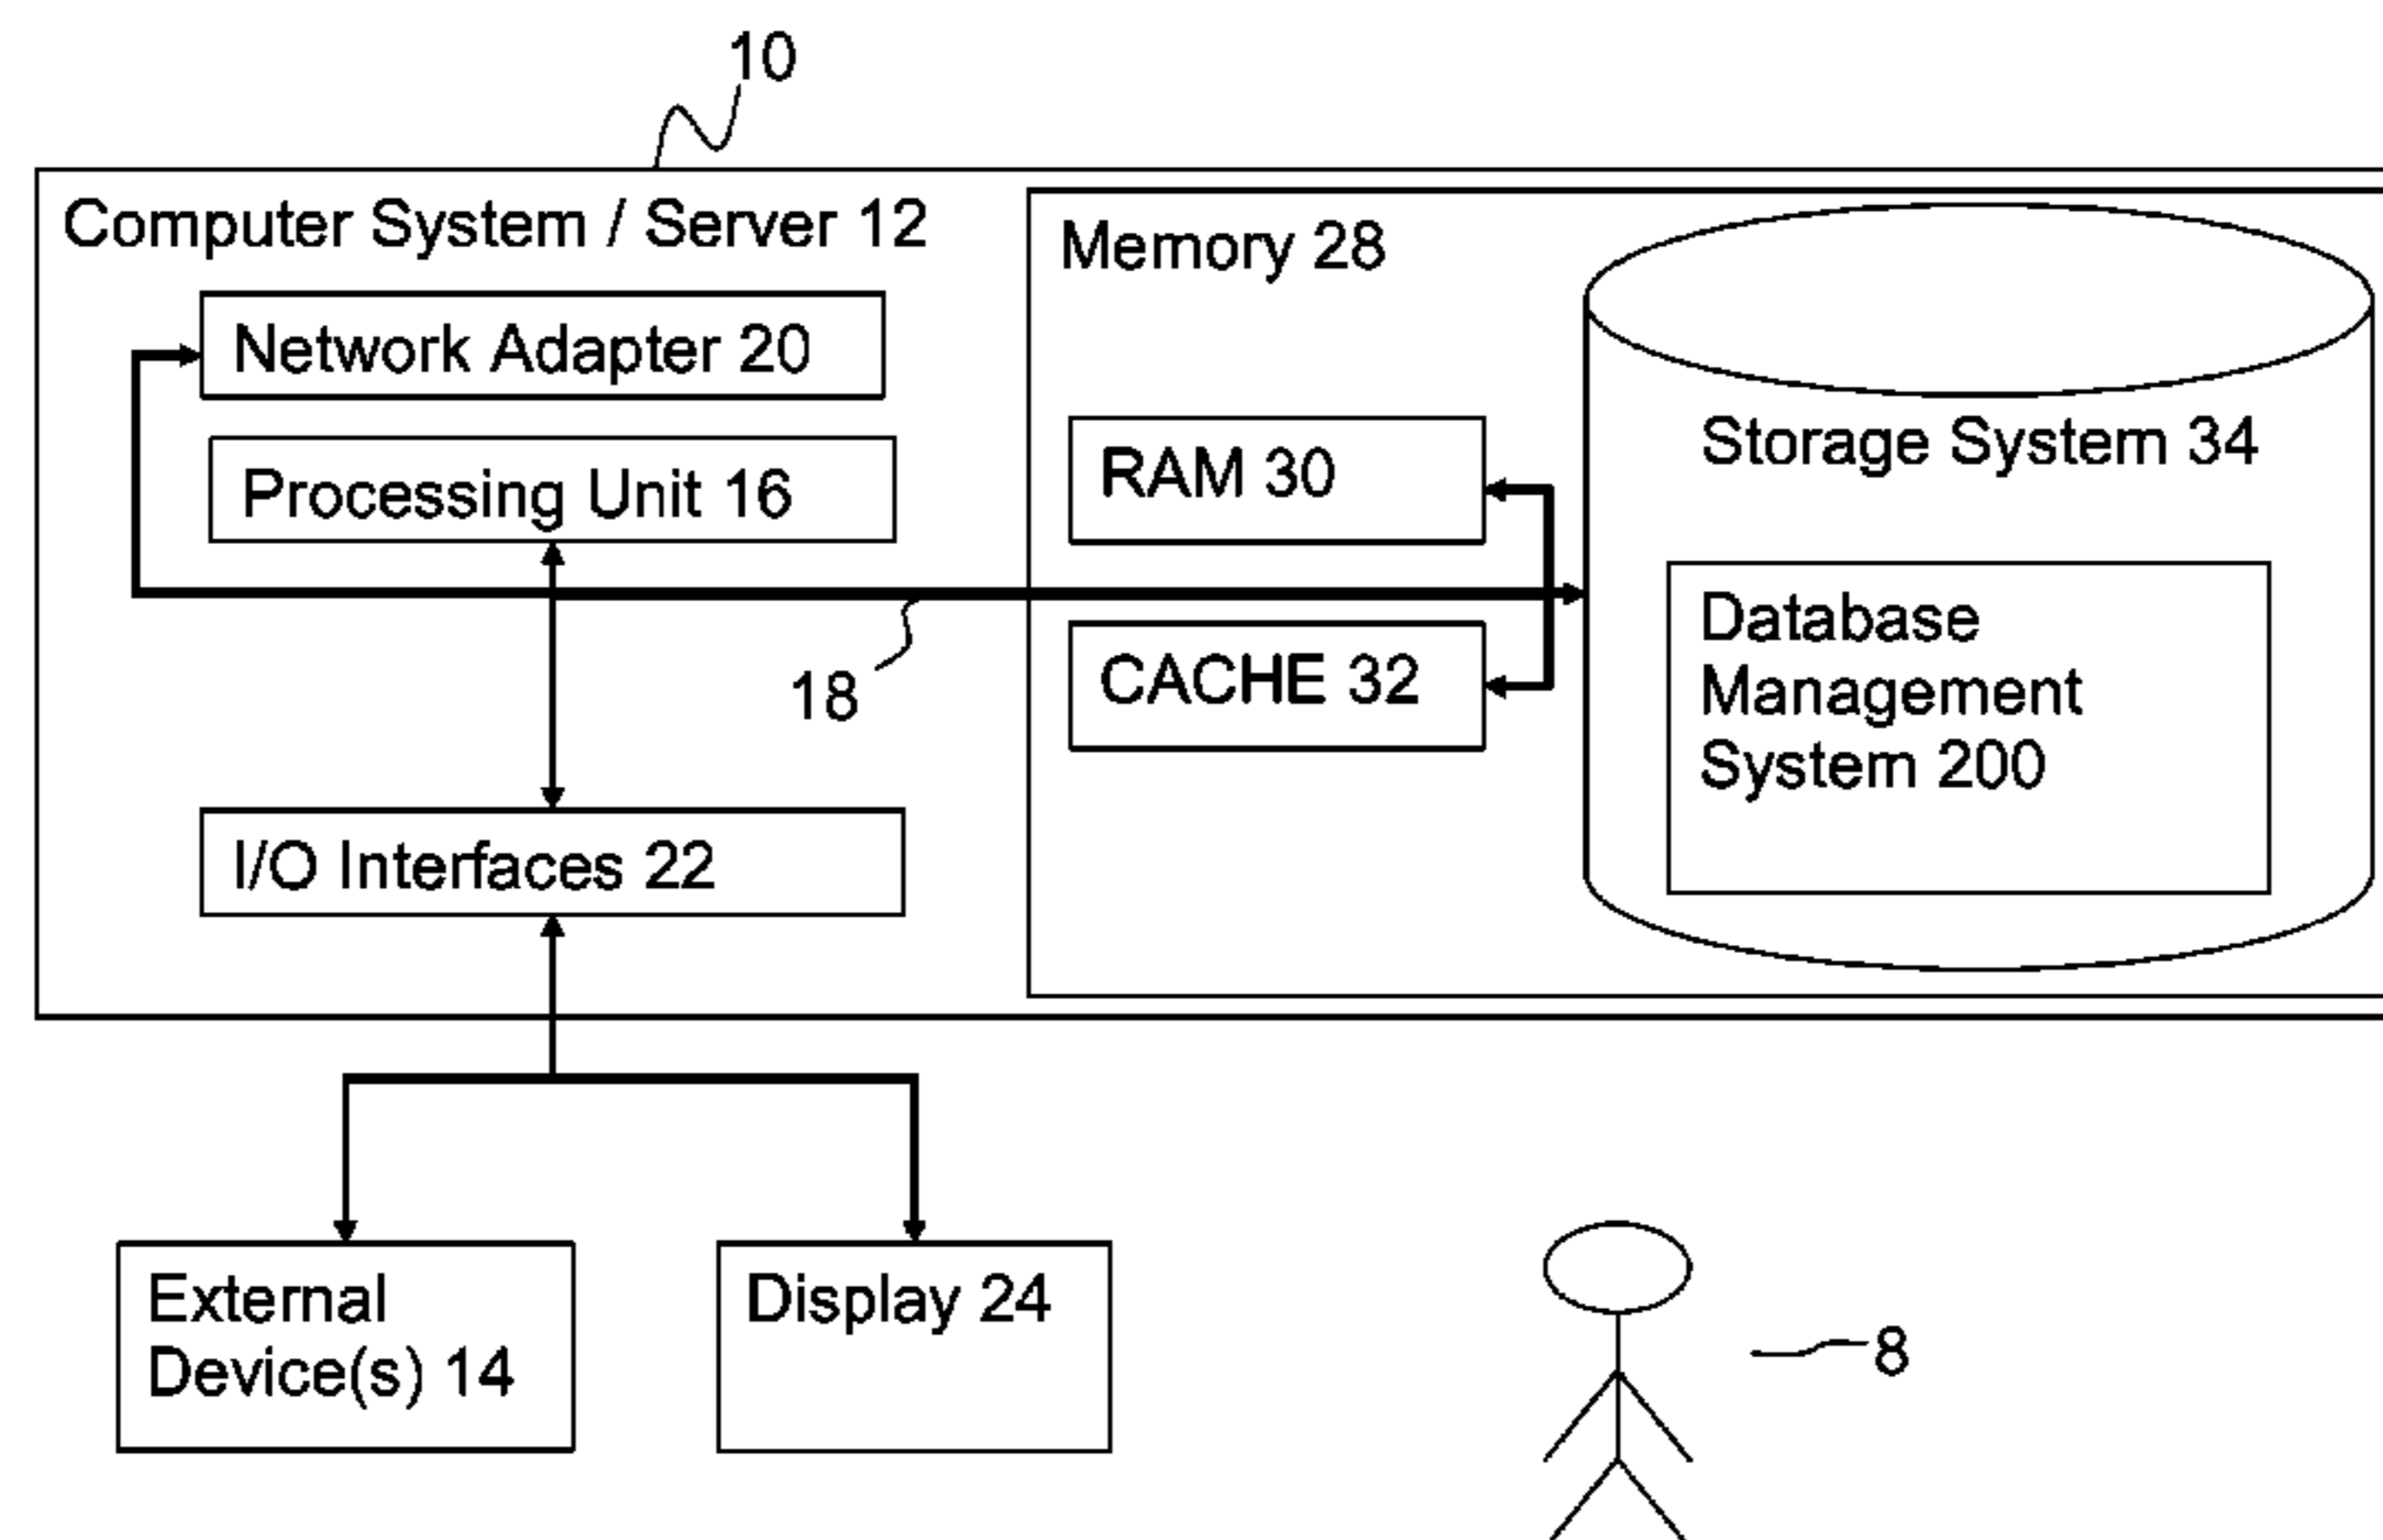 10
Computer System / Server 12
Memory 28
Network Adapter 20
Storage System 34
RAM 30
Processing Unit 16
Database
Management
System 200
CACHE 32
18
I/O Interfaces 22
External
Device(s) 14
Display 24
8